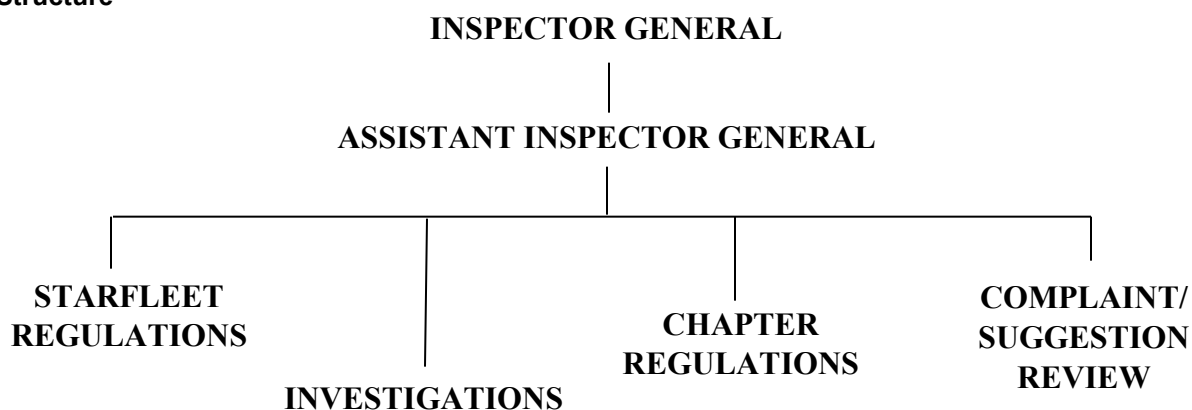 Structure
INSPECTOR GENERAL
ASSISTANT INSPECTOR GENERAL
STARFLEET
REGULATIONS
INVESTIGATIONS
CHAPTER
REGULATIONS
COMPLAINT/
SUGGESTION
REVIEW